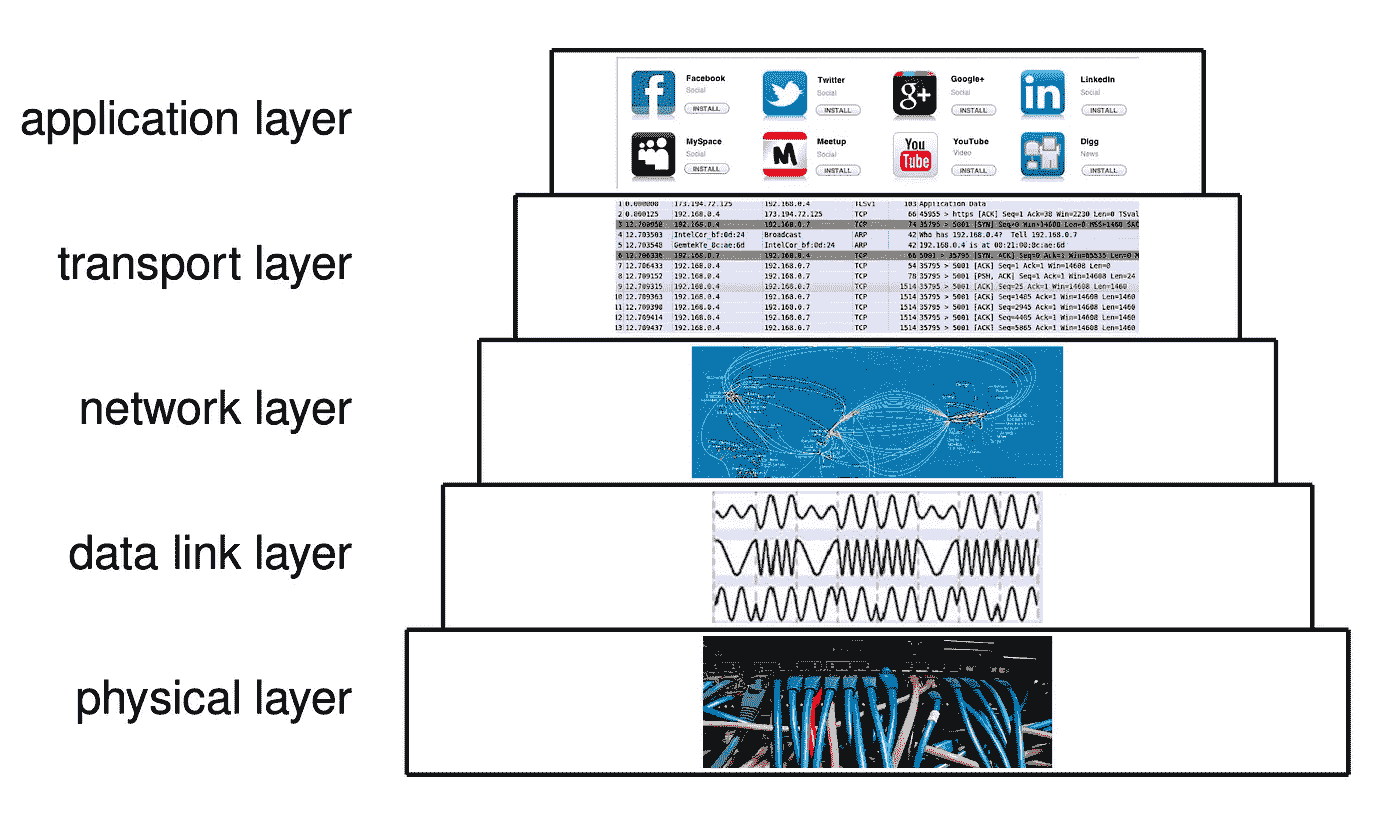 application layer
Facebook
Social
INSTALL
Twitter
Social
INSTALL
Google+
Social
INSTALL
LinkedIn
Social
INSTALL
MySpace
Social
INSTALL
Meetup
Social
INSTALL
You
Tube
YouTube
Video
INSTALL
Digg
News
INSTALL
transport layer
1 0.000000 173.194.72.125 192.168.0.4 TLSv1 103 Application Data
2 0.000125 192.168.0.4 173.194.72.125 TCP 66 45955 > https [ACK] Seq=1 Ack=38 Win=2230 Len=0 TSval
3 12.700958 192.168.0.4 192.168.0.7 TCP 74 35795 > 5001 [SYN] Seq=0 Win=14600 Len=0 MSS=1460 SAC
4 12.703503 IntelCor_bf:0d:24 Broadcast ARP 42 Who has 192.168.0.4? Tell 192.168.0.7
5 12.703548 GemtekTe_0c:ae:6d IntelCor_bf:0d:24 ARP 42 192.168.0.4 is at 00:21:00:0c:ae:6d
6 12.706336 192.168.0.7 192.168.0.4 TCP 66 5001 > 35795 [SYN, ACK] Seq=0 Ack=1 Win=65535 Len=0 M
7 12.706433 192.168.0.4 192.168.0.7 TCP 54 35795 > 5001 [ACK] Seq=1 Ack=1 Win=14608 Len=0
8 12.709152 192.168.0.4 192.168.0.7 TCP 78 35795 > 5001 [PSH, ACK] Seq=1 Ack=1 Win=14608 Len=24
9 12.709315 192.168.0.4 192.168.0.7 TCP 1514 35795 > 5001 [ACK] Seq=25 Ack=1 Win=14608 Len=1460
10 12.709363 192.168.0.4 192.168.0.7 TCP 1514 35795 > 5001 [ACK] Seq=1485 Ack=1 Win=14608 Len=1460
11 12.709390 192.168.0.4 192.168.0.7 TCP 1514 35795 > 5001 [ACK] Seq=2945 Ack=1 Win=14608 Len=1460
12 12.709414 192.168.0.4 192.168.0.7 TCP 1514 35795 > 5001 [ACK] Seq=4405 Ack=1 Win=14608 Len=1460
13 12.709437 192.168.0.4 192.168.0.7 TCP 1514 35795 > 5001 [ACK] Seq=5865 Ack=1 Win=14608 Len=1460
network layer
data link layer
physical layer